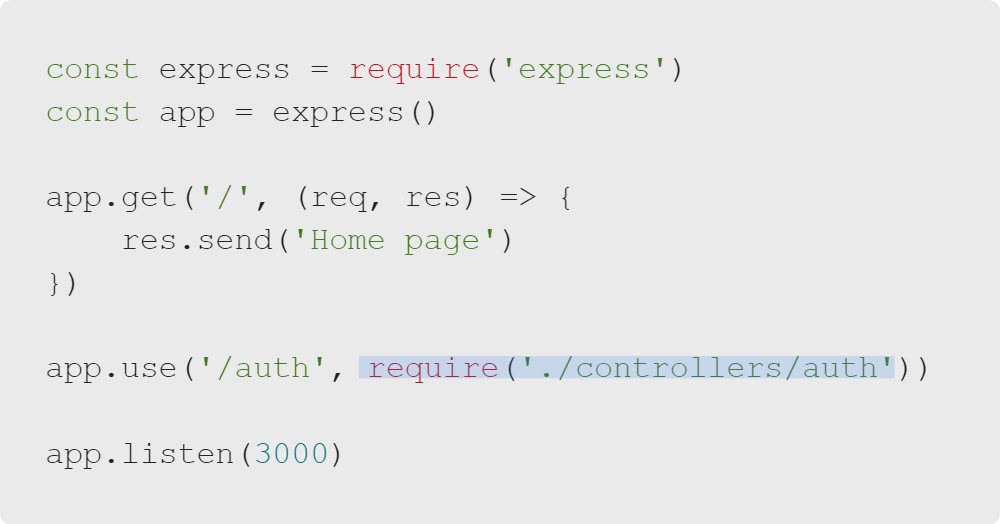 const express = require('express')
const app = express()

app.get('/', (req, res) => {
    res.send('Home page')
})

app.use('/auth', require('./controllers/auth'))

app.listen(3000)